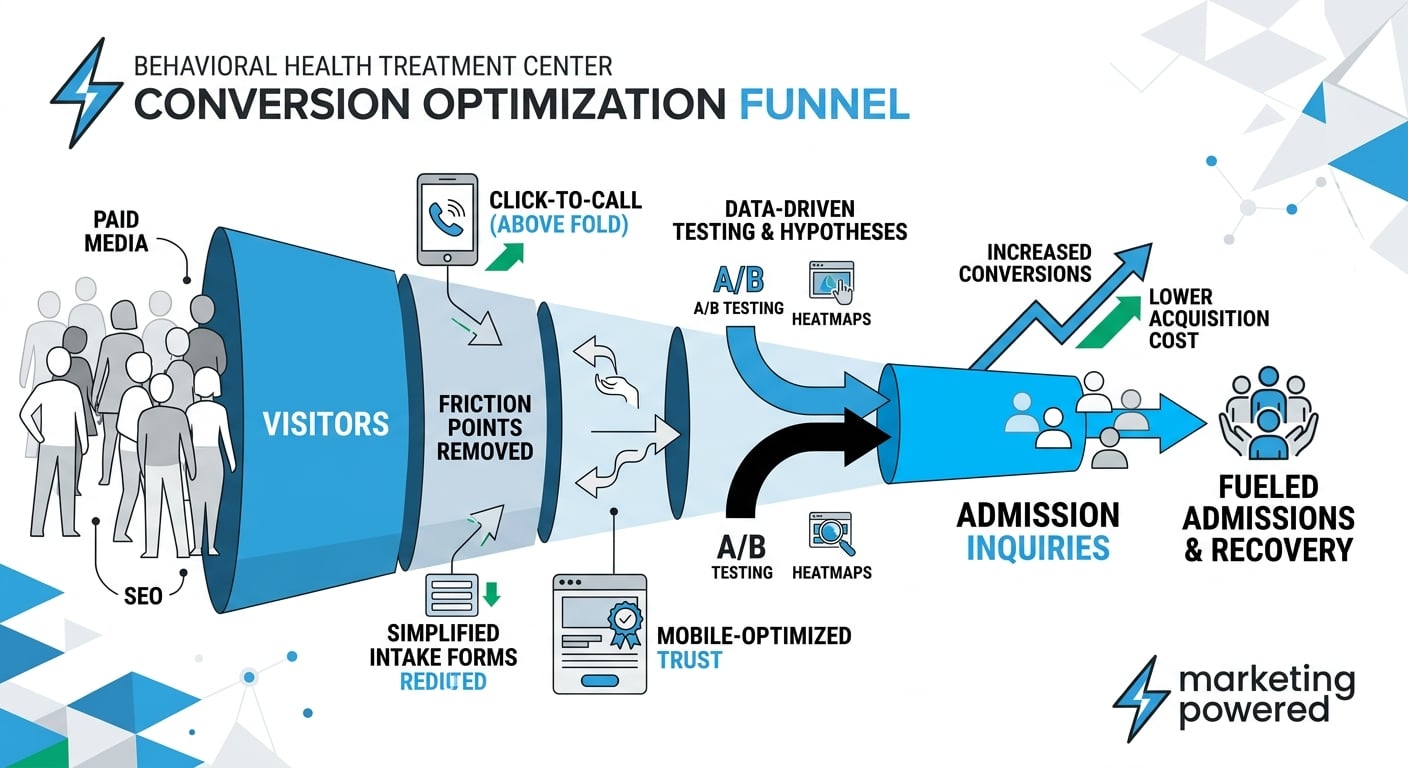 BEHAVIORAL HEALTH TREATMENT CENTER
CONVERSION OPTIMIZATION FUNNEL
PAID
MEDIA
SEO
VISITORS
CLICK-TO-CALL
(ABOVE FOLD)
FRICTION
POINTS
REMOVED
SIMPLIFIED
INTAKE FORMS
MOBILE-OPTIMIZED
TRUST
DATA-DRIVEN
TESTING & HYPOTHESES
A/B
A/B TESTING
HEATMAPS
A/B
TESTING
HEATMAPS
INCREASED
CONVERSIONS
LOWER
ACQUISITION
COST
ADMISSION
INQUIRIES
FUELED
ADMISSIONS
& RECOVERY
marketing
powered